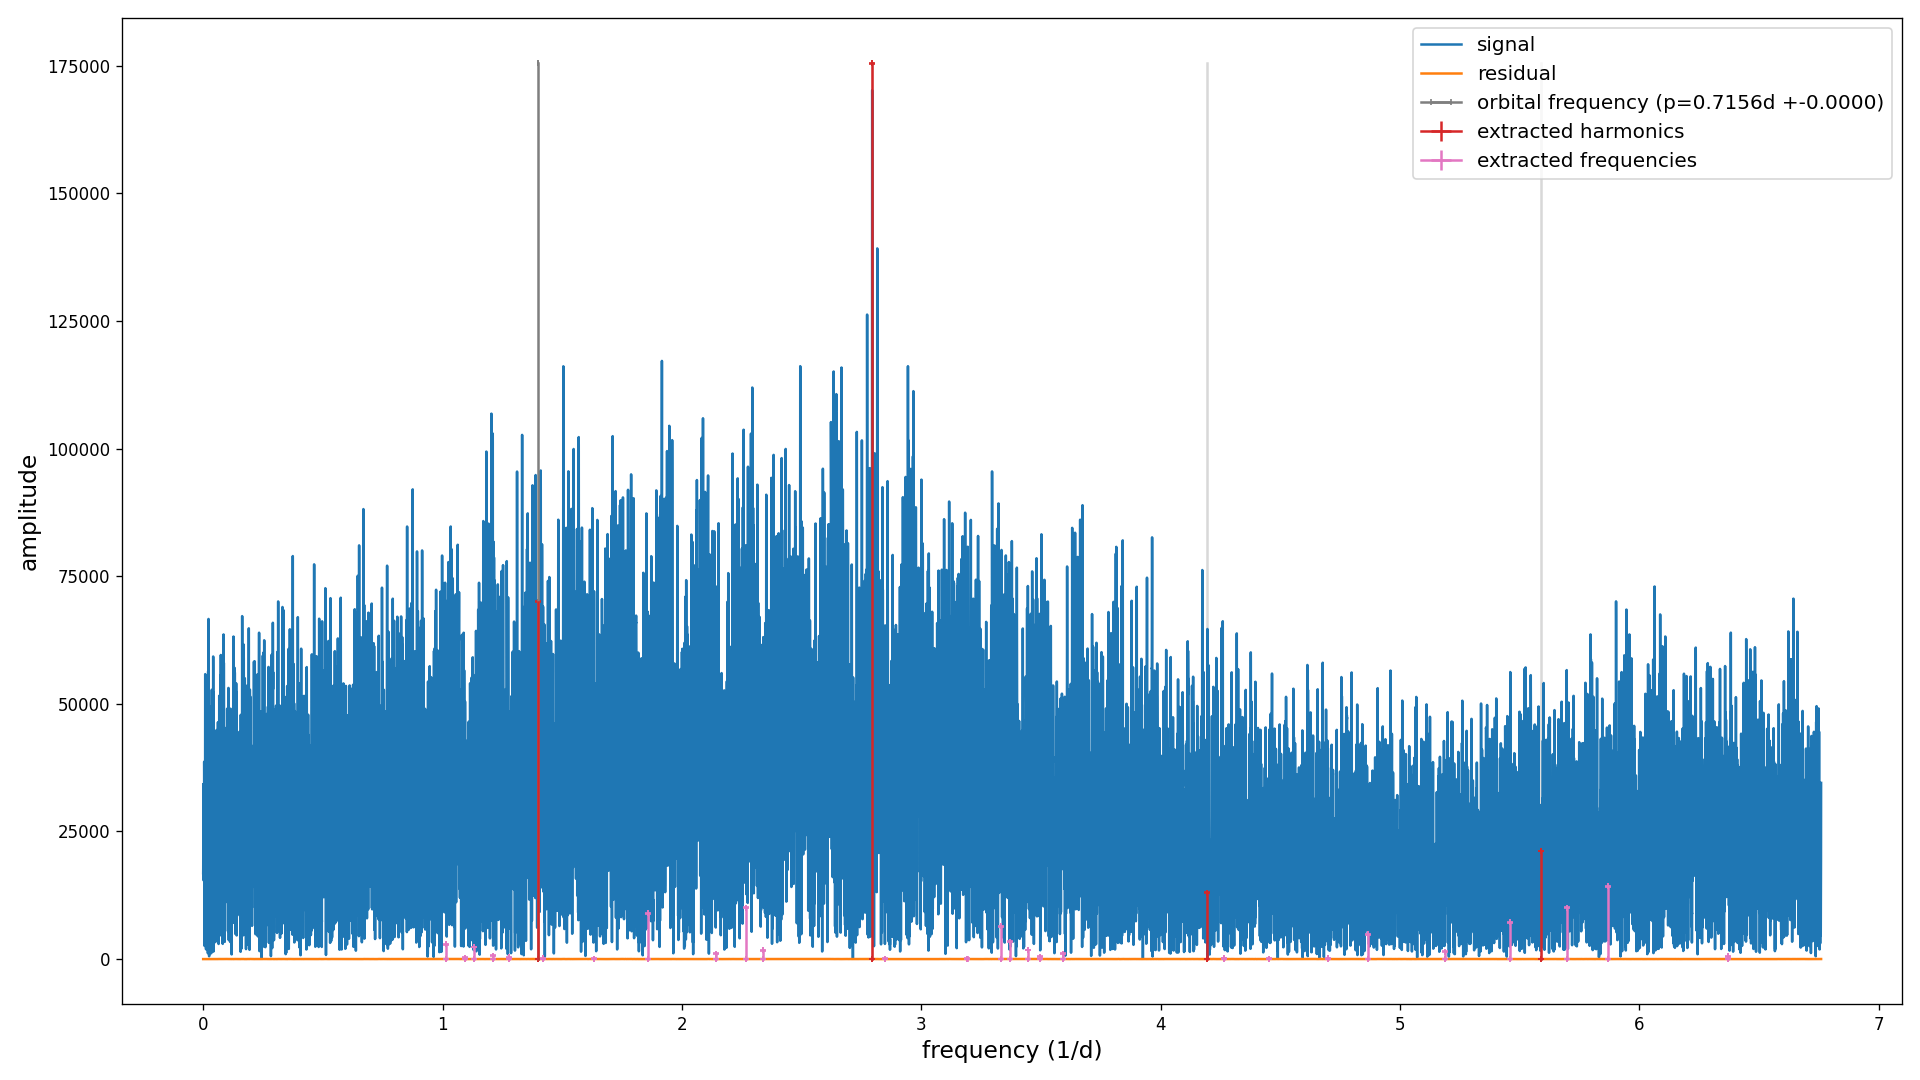 signal
residual
orbital frequency (p=0.7156d +-0.0000)
extracted harmonics
extracted frequencies
amplitude
175000
150000
125000
100000
75000
50000
25000
0
0 1 2 3 4 5 6 7
frequency (1/d)